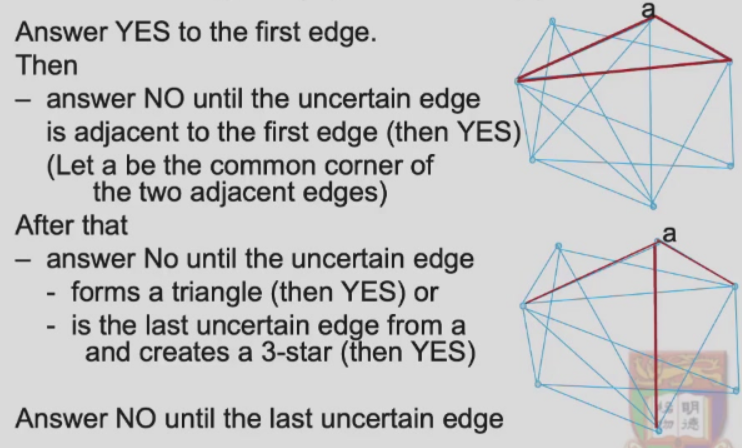 Answer YES to the first edge.
a
Then
– answer NO until the uncertain edge
is adjacent to the first edge (then YES)
(Let a be the common corner of
the two adjacent edges)
After that
a
– answer No until the uncertain edge
- forms a triangle (then YES) or
- is the last uncertain edge from a
and creates a 3-star (then YES)
Answer NO until the last uncertain edge